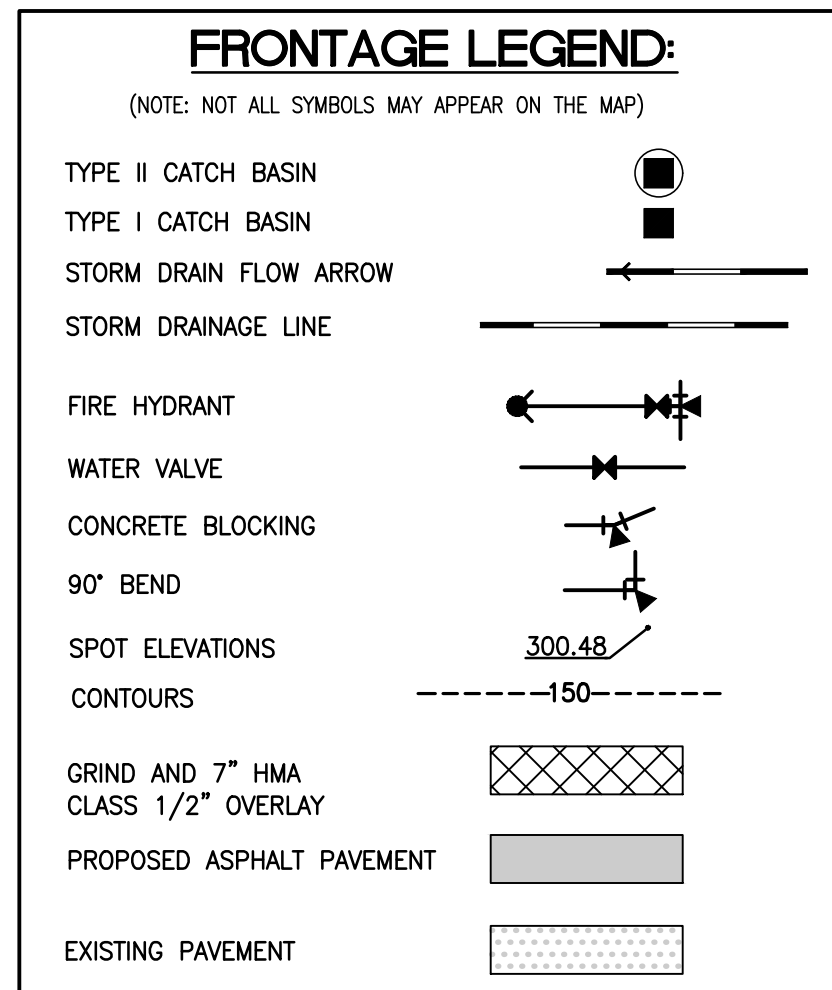 FRONTAGE LEGEND:
(NOTE: NOT ALL SYMBOLS MAY APPEAR ON THE MAP)
TYPE II CATCH BASIN
TYPE I CATCH BASIN
STORM DRAIN FLOW ARROW
STORM DRAINAGE LINE
FIRE HYDRANT
WATER VALVE
CONCRETE BLOCKING
90° BEND
SPOT ELEVATIONS 300.48
CONTOURS 150
GRIND AND 7" HMA
CLASS 1/2" OVERLAY
PROPOSED ASPHALT PAVEMENT
EXISTING PAVEMENT